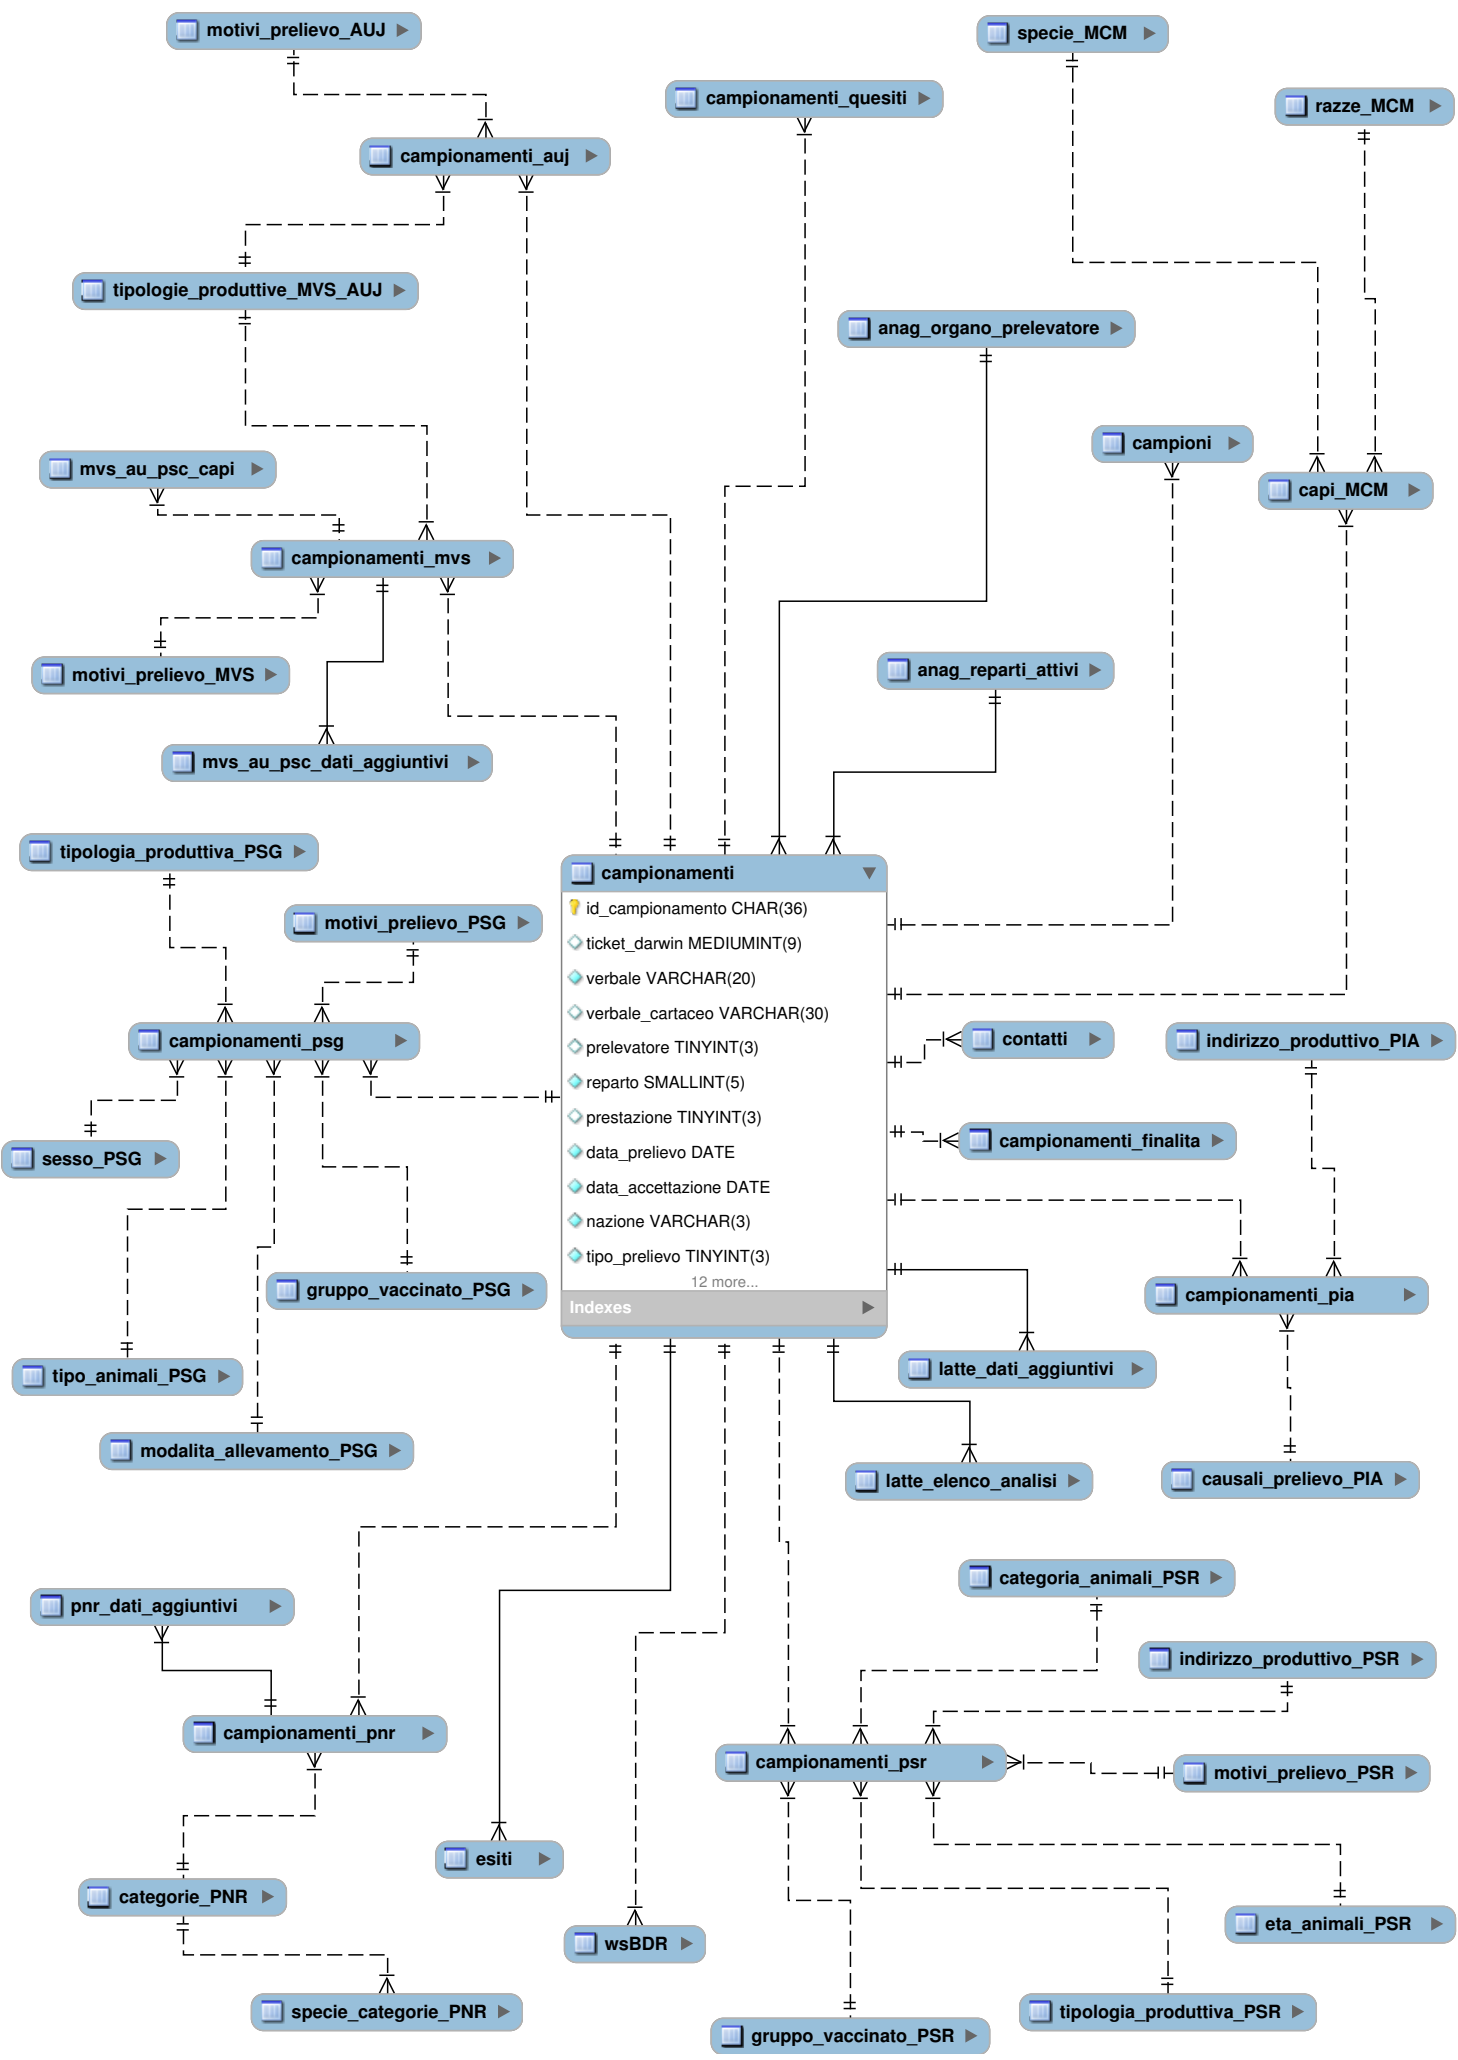 motivi_prelievo_AUJ
specie_MCM
campionamenti_quesiti
razze_MCM
campionamenti_auj
tipologie_produttive_MVS_AUJ
anag_organo_prelevatore
campioni
mvs_au_psc_capi
capi_MCM
campionamenti_mvs
motivi_prelievo_MVS
anag_reparti_attivi
mvs_au_psc_dati_aggiuntivi
tipologia_produttiva_PSG
motivi_prelievo_PSG
campionamenti_psg
sesso_PSG
gruppo_vaccinato_PSG
tipo_animali_PSG
modalita_allevamento_PSG
campionamenti
id_campionamento CHAR(36)
ticket_darwin MEDIUMINT(9)
verbale VARCHAR(20)
verbale_cartaceo VARCHAR(30)
prelevatore TINYINT(3)
reparto SMALLINT(5)
prestazione TINYINT(3)
data_prelievo DATE
data_accettazione DATE
nazione VARCHAR(3)
tipo_prelievo TINYINT(3)
12 more...
Indexes
contatti
indirizzo_produttivo_PIA
campionamenti_finalita
campionamenti_pia
latte_dati_aggiuntivi
latte_elenco_analisi
causali_prelievo_PIA
pnr_dati_aggiuntivi
campionamenti_pnr
categorie_PNR
specie_categorie_PNR
esiti
wsBDR
categoria_animali_PSR
indirizzo_produttivo_PSR
campionamenti_psr
motivi_prelievo_PSR
eta_animali_PSR
tipologia_produttiva_PSR
gruppo_vaccinato_PSR